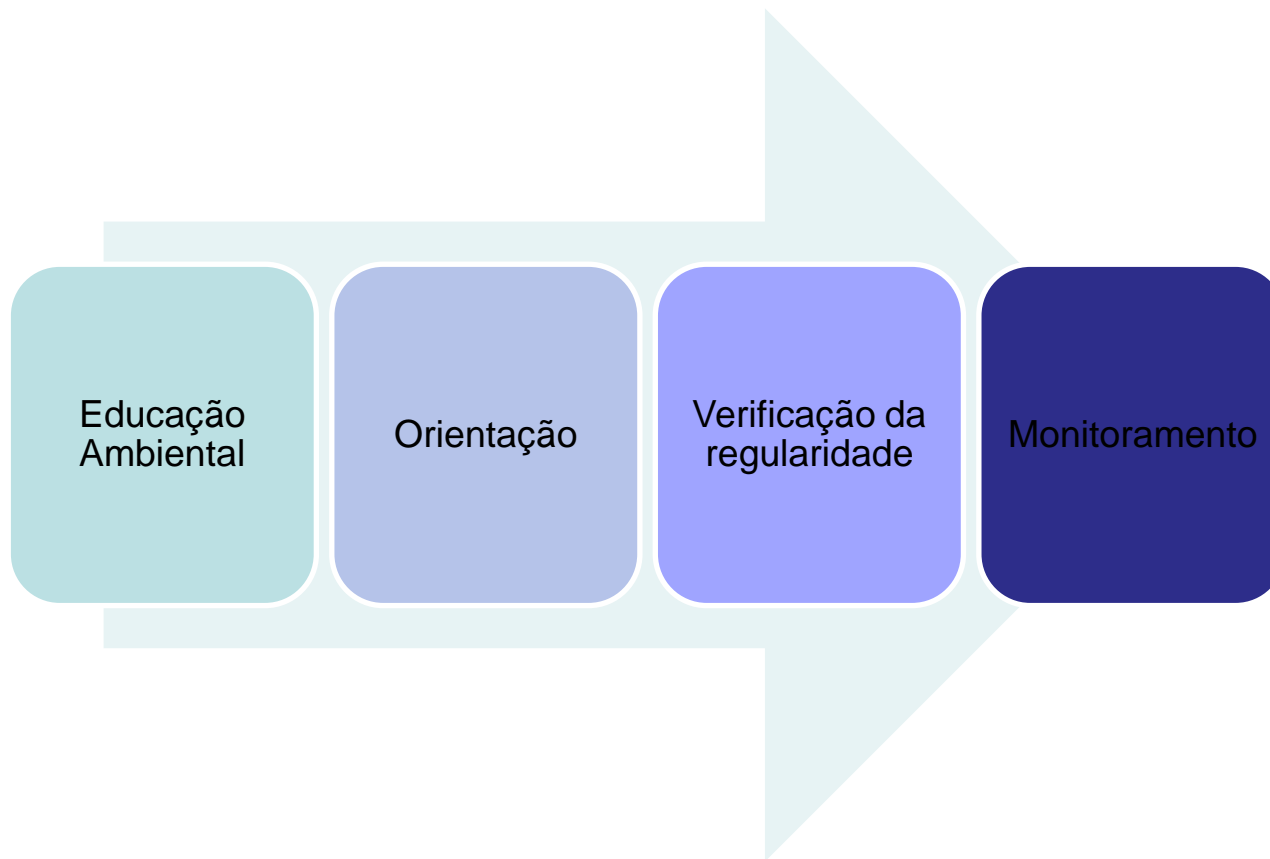 Educação
Ambiental
Orientação
Verificação da
regularidade
Monitoramento